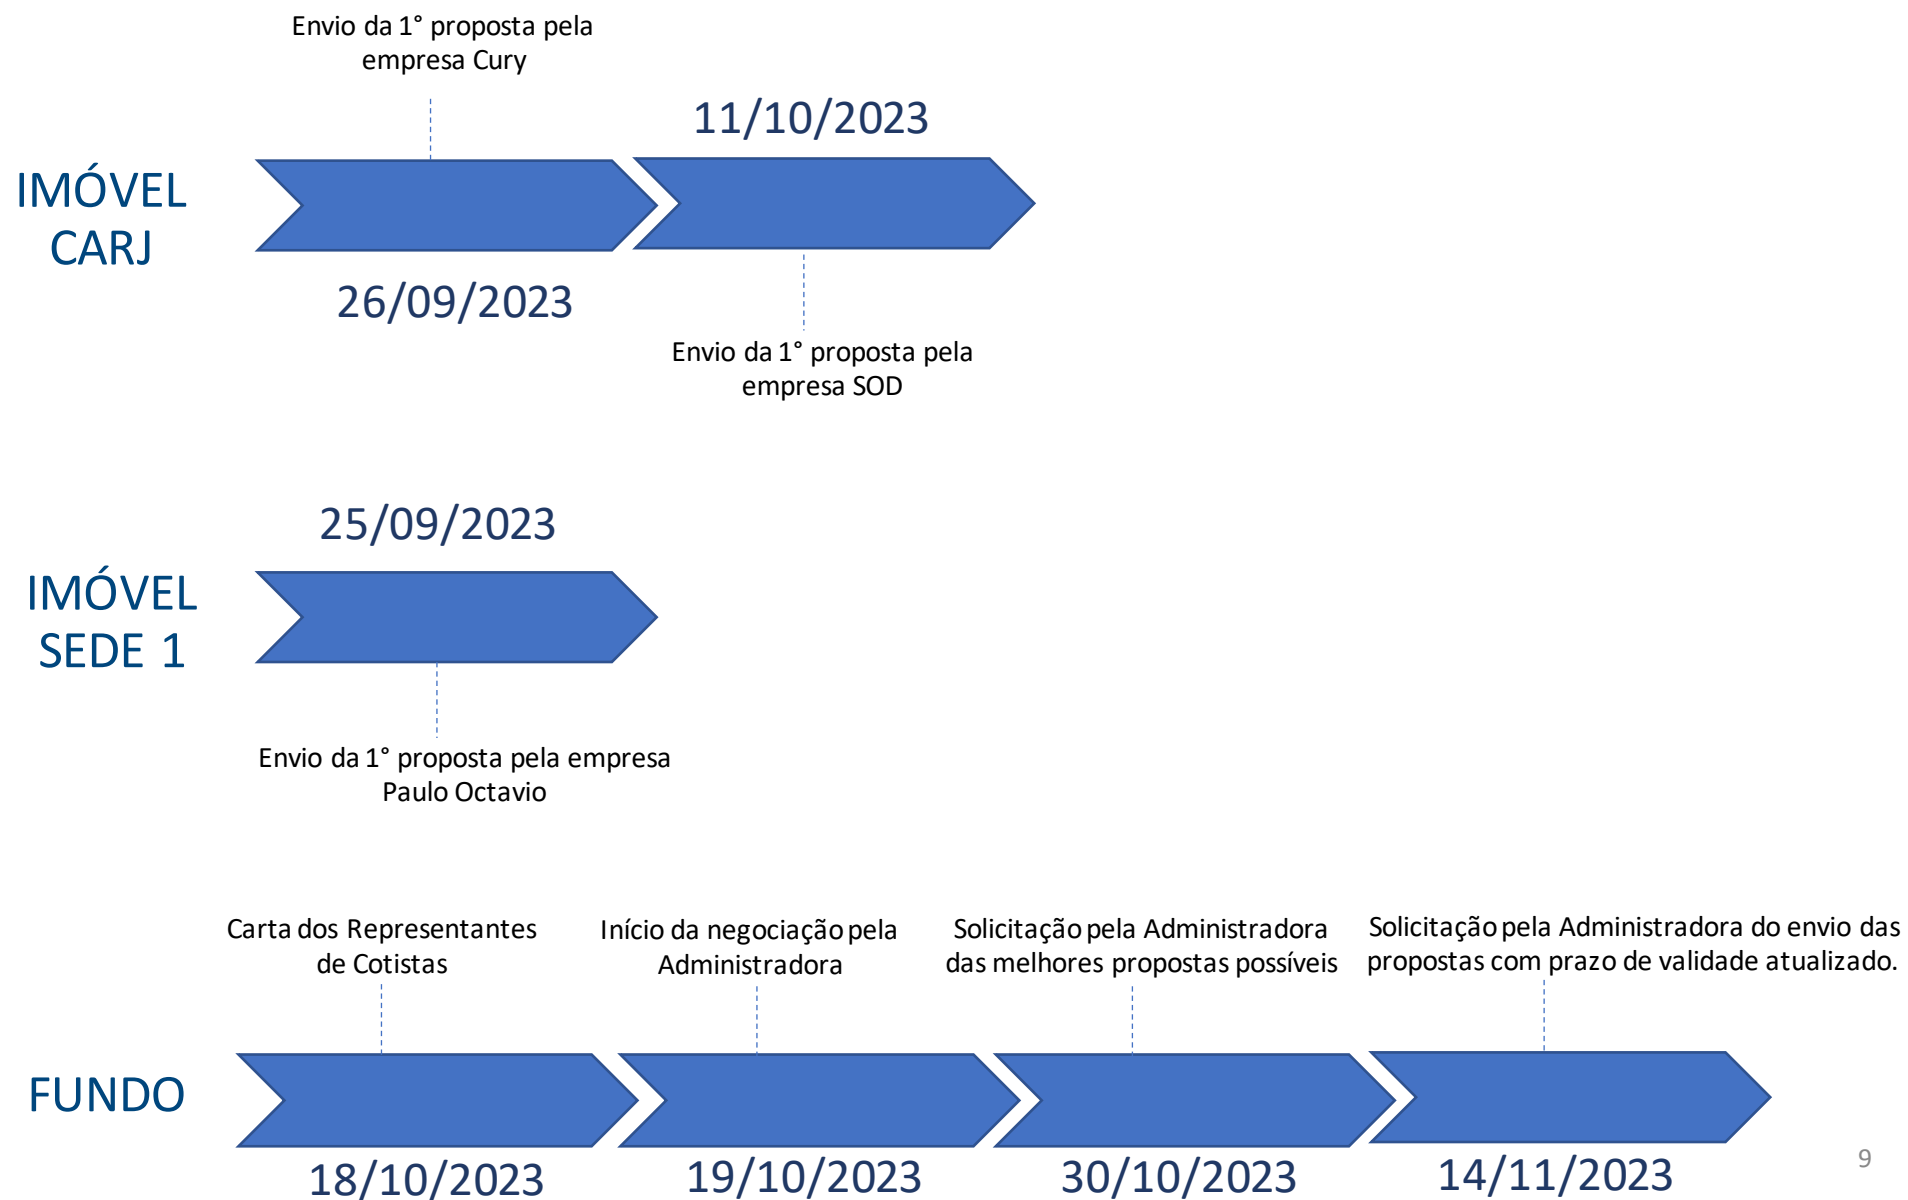 Envio da 1° proposta pela
empresa Cury
11/10/2023
IMÓVEL
CARJ
26/09/2023
Envio da 1° proposta pela
empresa SOD
25/09/2023
IMÓVEL
SEDE 1
Envio da 1° proposta pela empresa
Paulo Octavio
Carta dos Representantes
de Cotistas
Início da negociação pela
Administradora
Solicitação pela Administradora
das melhores propostas possíveis
Solicitação pela Administradora do envio das
propostas com prazo de validade atualizado.
FUNDO
18/10/2023
19/10/2023
30/10/2023
14/11/2023
9